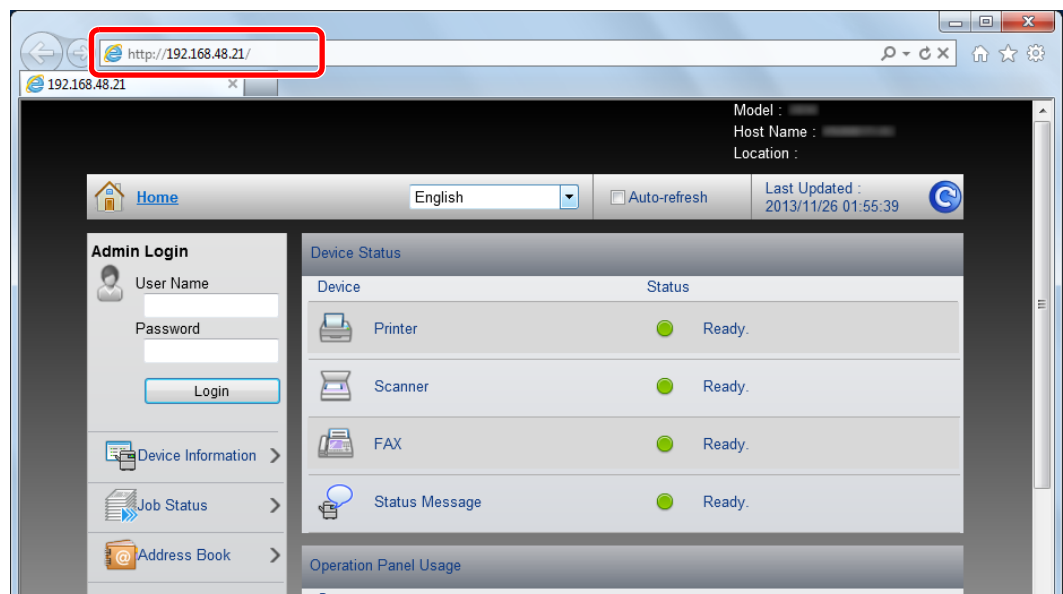 http://192.168.48.21/
192.168.48.21
Model :
Host Name :
Location :
Home
English
Auto-refresh
Last Updated :
2013/11/26 01:55:39
Admin Login
User Name
Password
Login
Device Information
Job Status
Address Book
Device Status
Device Status
Printer Ready.
Scanner Ready.
FAX Ready.
Status Message Ready.
Operation Panel Usage